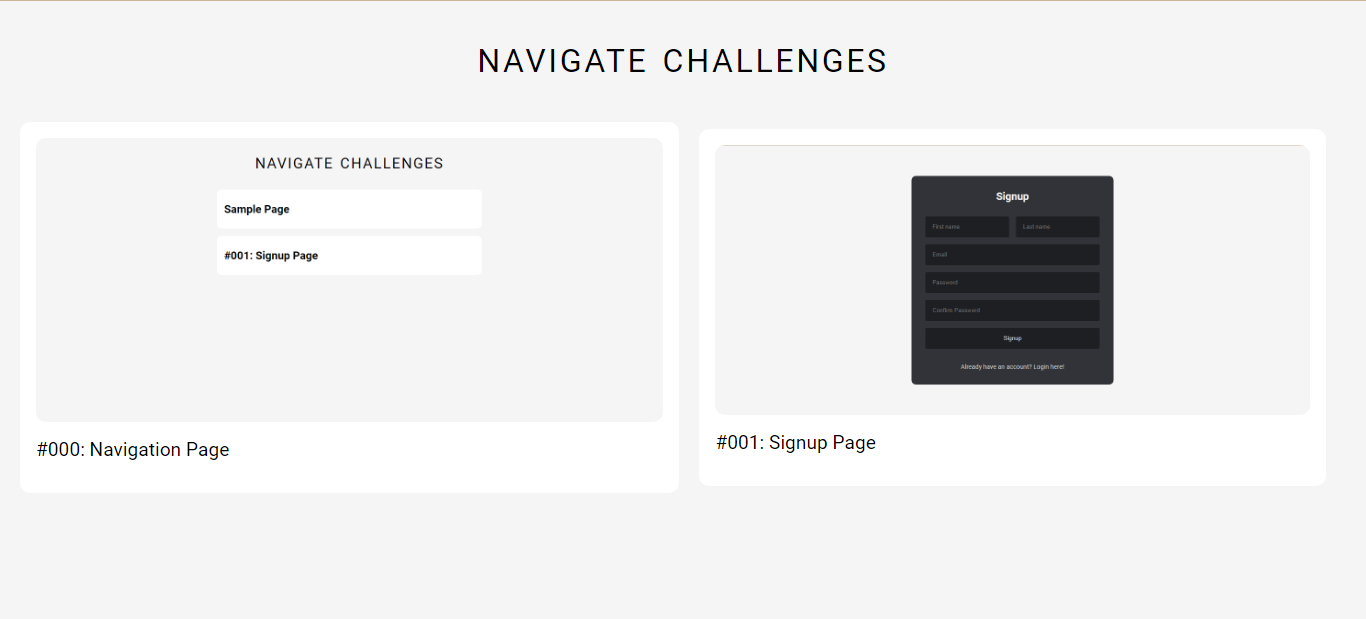 NAVIGATE CHALLENGES
NAVIGATE CHALLENGES
Sample Page
#001: Signup Page
#000: Navigation Page
Signup
First name Last name
Email
Password
Confirm Password
Signup
Already have an account? Login here!
#001: Signup Page